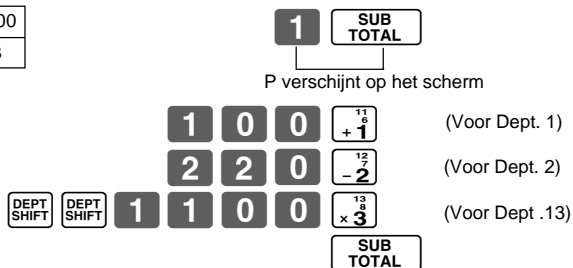 00
1 SUB TOTAL
P verschijnt op het scherm
1 0 0 11 6 +1 (Voor Dept. 1)
2 2 0 12 7 -2 (Voor Dept. 2)
DEPT SHIFT DEPT SHIFT 1 1 0 0 13 8 ×3 (Voor Dept .13)
SUB TOTAL